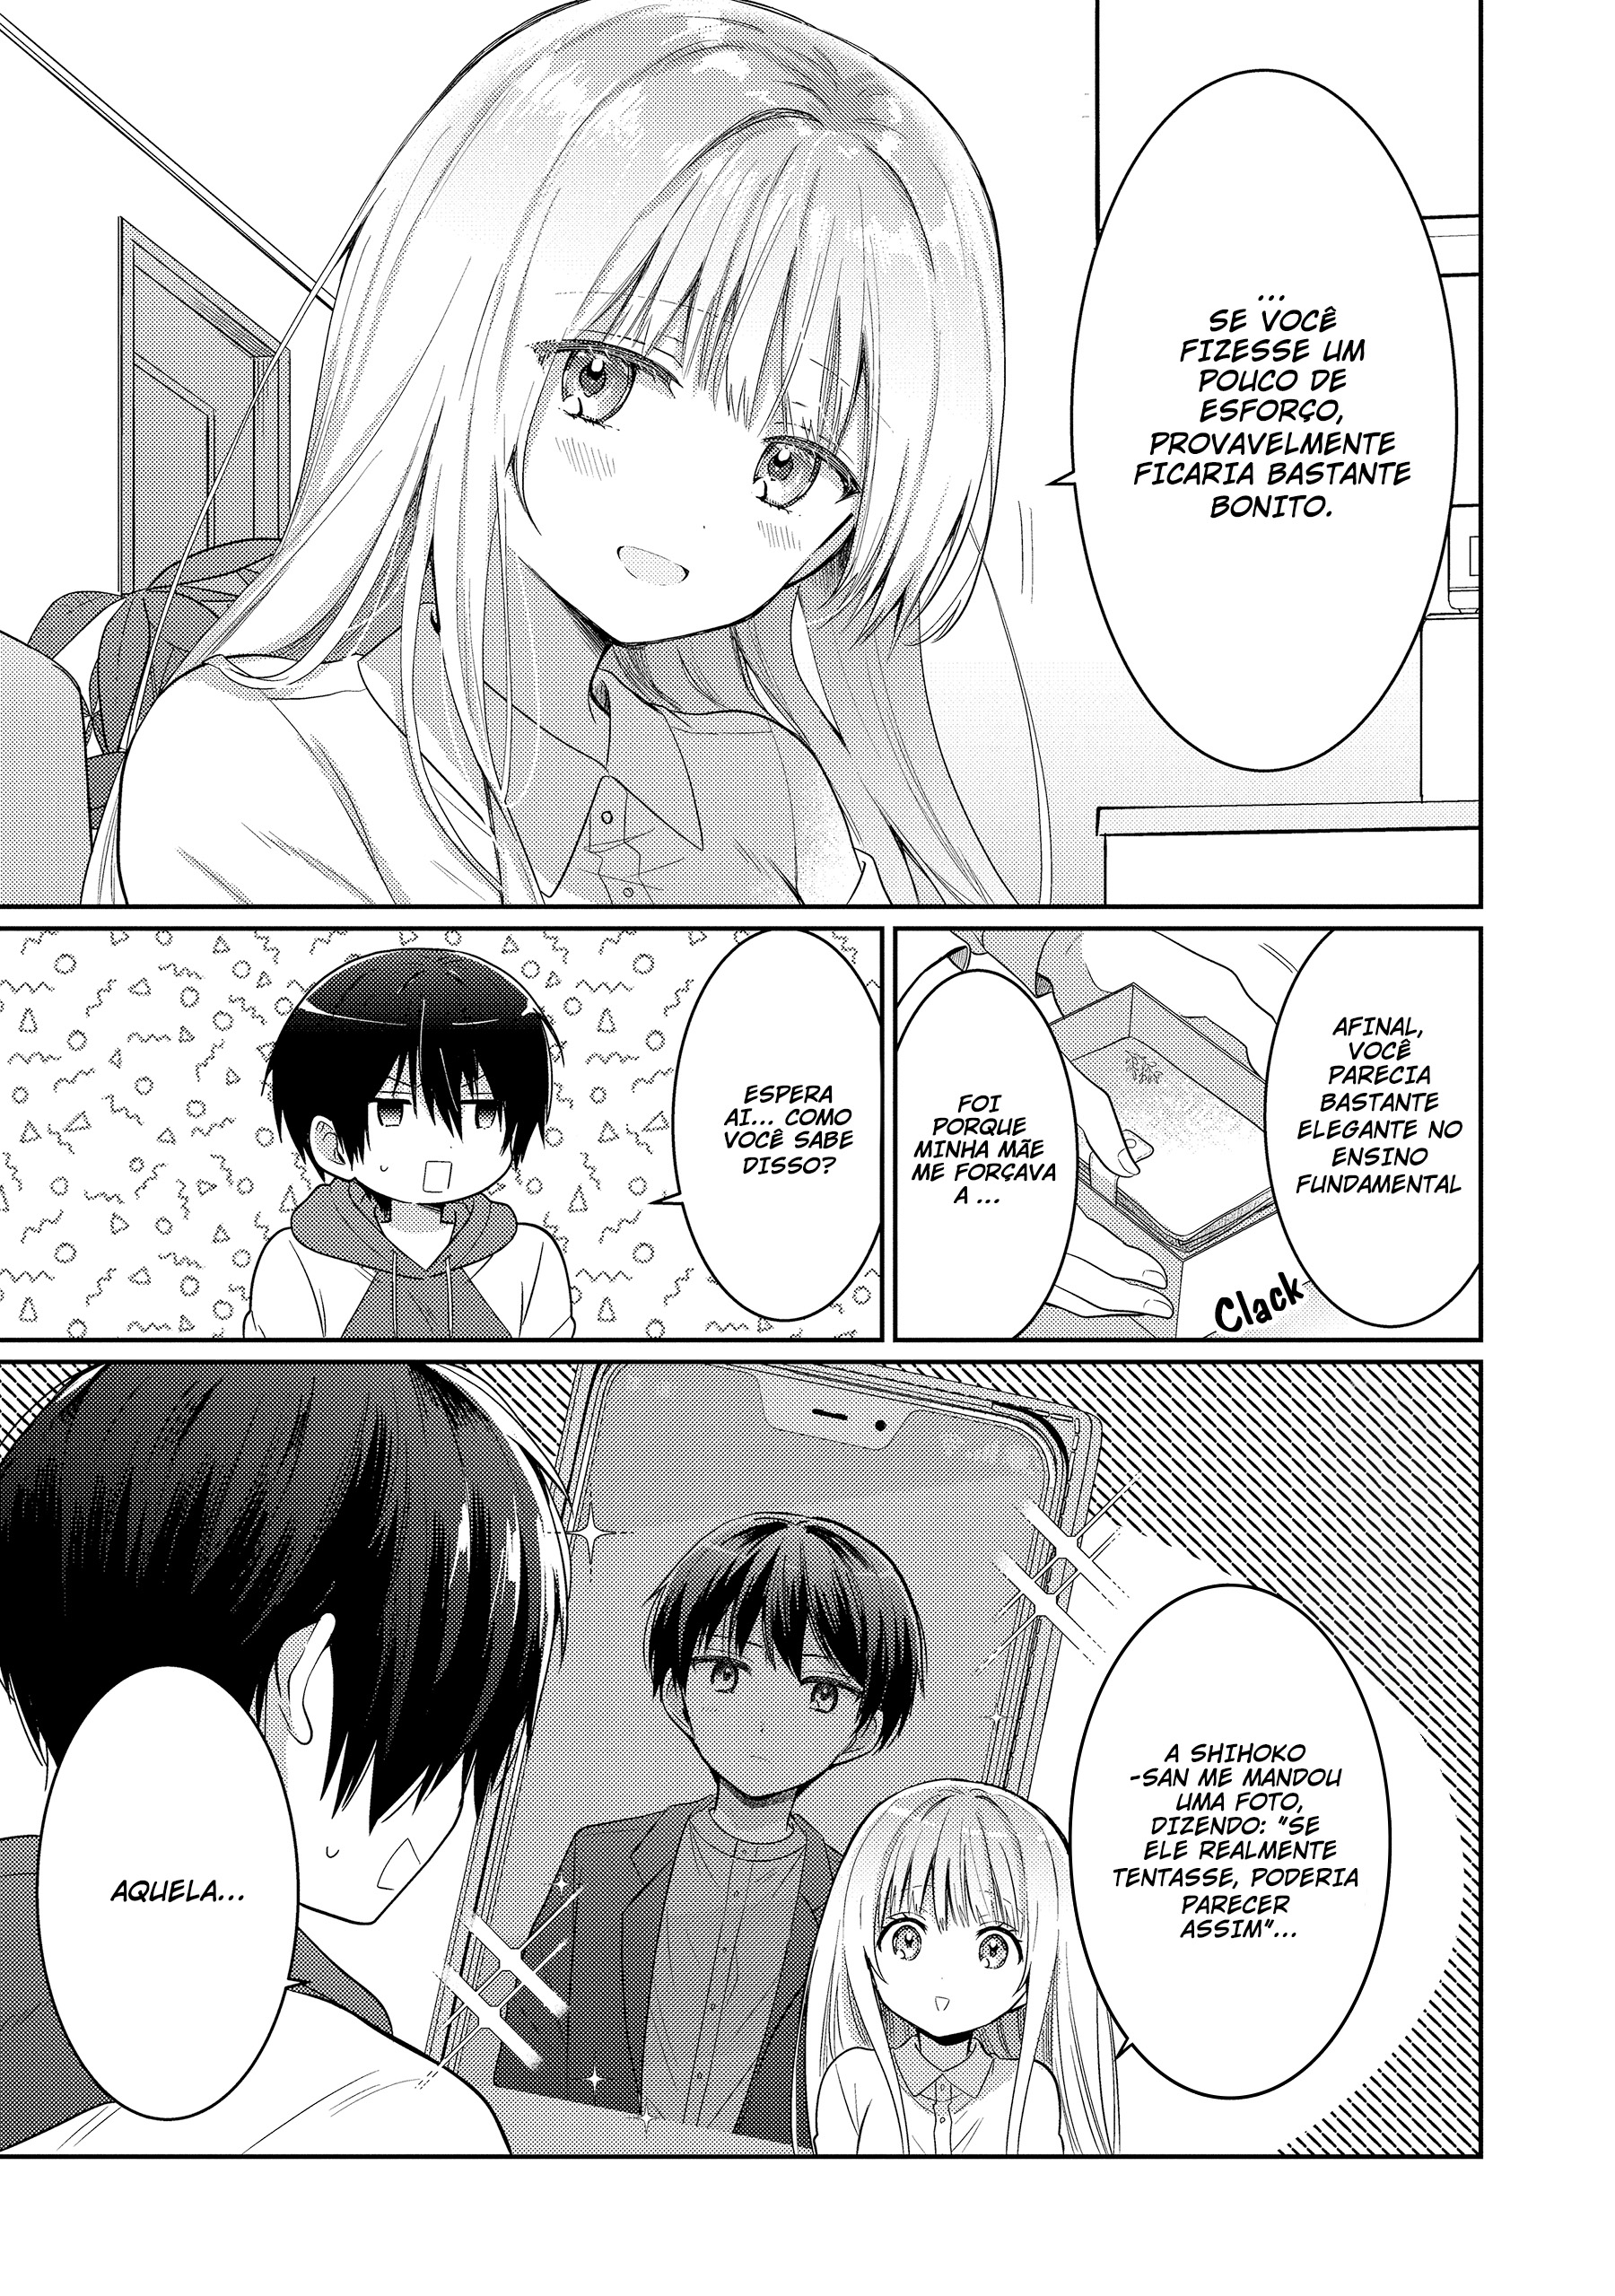 ...
SE VOCÊ
FIZESSE UM
POUCO DE
ESFORÇO,
PROVAVELMENTE
FICARIA BASTANTE
BONITO.
AFINAL,
VOCÊ
PARECIA
BASTANTE
ELEGANTE NO
ENSINO
FUNDAMENTAL
FOI
PORQUE
MINHA MÃE
ME FORÇAVA
A ...
Clack
ESPERA
AI... COMO
VOCÊ SABE
DISSO?
A SHIHOKO
-SAN ME MANDOU
UMA FOTO,
DIZENDO: "SE
ELE REALMENTE
TENTASSE, PODERIA
PARECER
ASSIM"...
AQUELA...